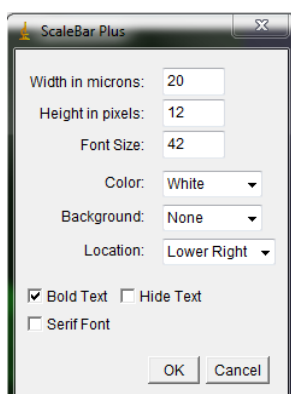 ScaleBar Plus
Width in microns: 20
Height in pixels: 12
Font Size: 42
Color: White
Background: None
Location: Lower Right
Bold Text Hide Text
Serif Font
OK Cancel